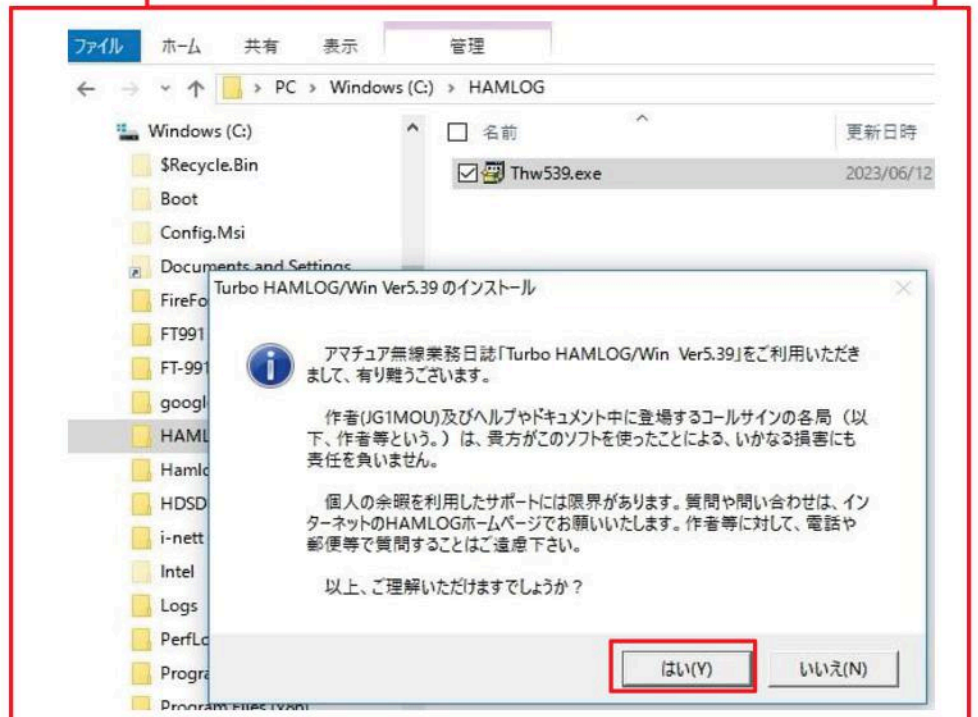 ファイル ホーム 共有 表示 管理
PC > Windows (C:) > HAMLOG
Windows (C:)
$Recycle.Bin
Boot
Config.Msi
Documents and Settings
FireFo
FT991
FT-991
googl
HAML
Hamlo
HDSD
i-nett
Intel
Logs
PerfLo
Progra
Program Files (x86)
名前 更新日時
Thw539.exe 2023/06/12
Turbo HAMLOG/Win Ver5.39 のインストール
アマチュア無線業務日誌「Turbo HAMLOG/Win Ver5.39」をご利用いただき
まして、有り難うございます。
作者(JG1MOU)及びヘルプやドキュメント中に登場するコールサインの各局（以
下、作者等という。）は、貴方がこのソフトを使ったことによる、いかなる損害にも
責任を負いません。
個人の余暇を利用したサポートには限界があります。質問や問い合わせは、イン
ターネットのHAMLOGホームページでお願いいたします。作者等に対して、電話や
郵便等で質問することはご遠慮下さい。
以上、ご理解いただけますでしょうか？
はい(Y) いいえ(N)